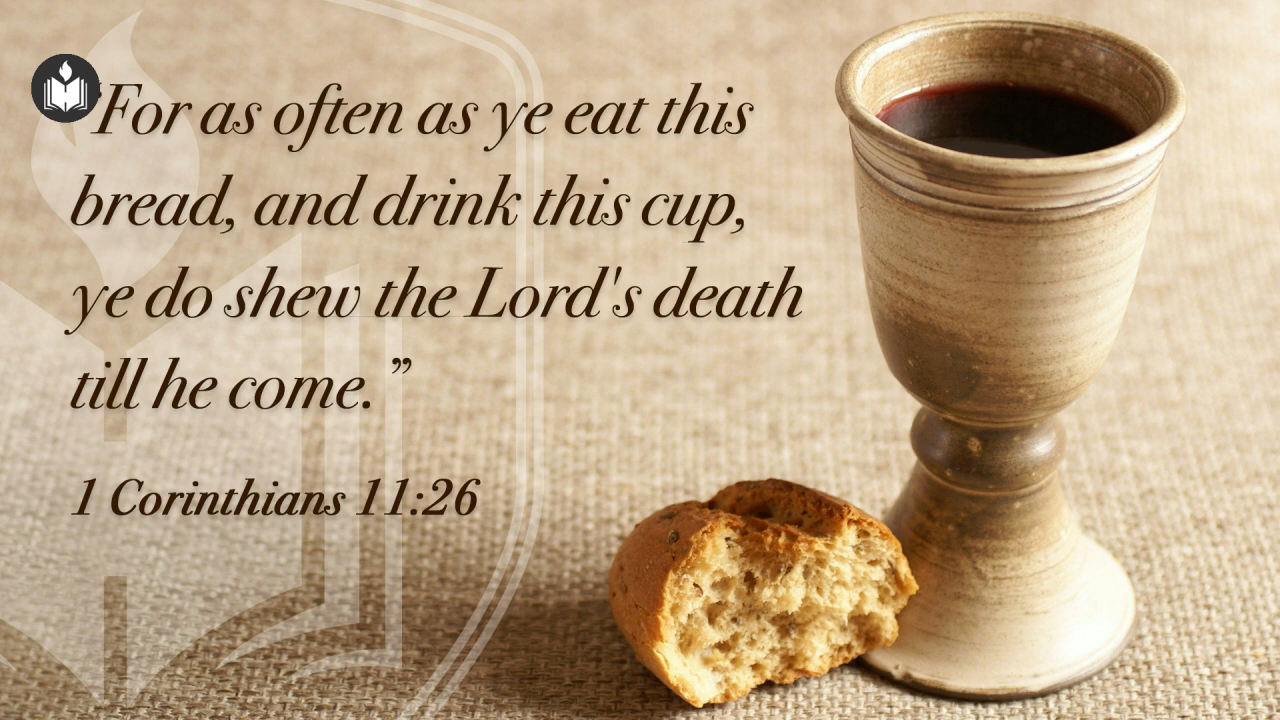 “For as often as ye eat this
bread, and drink this cup,
ye do shew the Lord's death
till he come.”
1 Corinthians 11:26